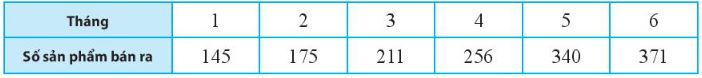 Tháng 1 2 3 4 5 6
Số sản phẩm bán ra 145 175 211 256 340 371